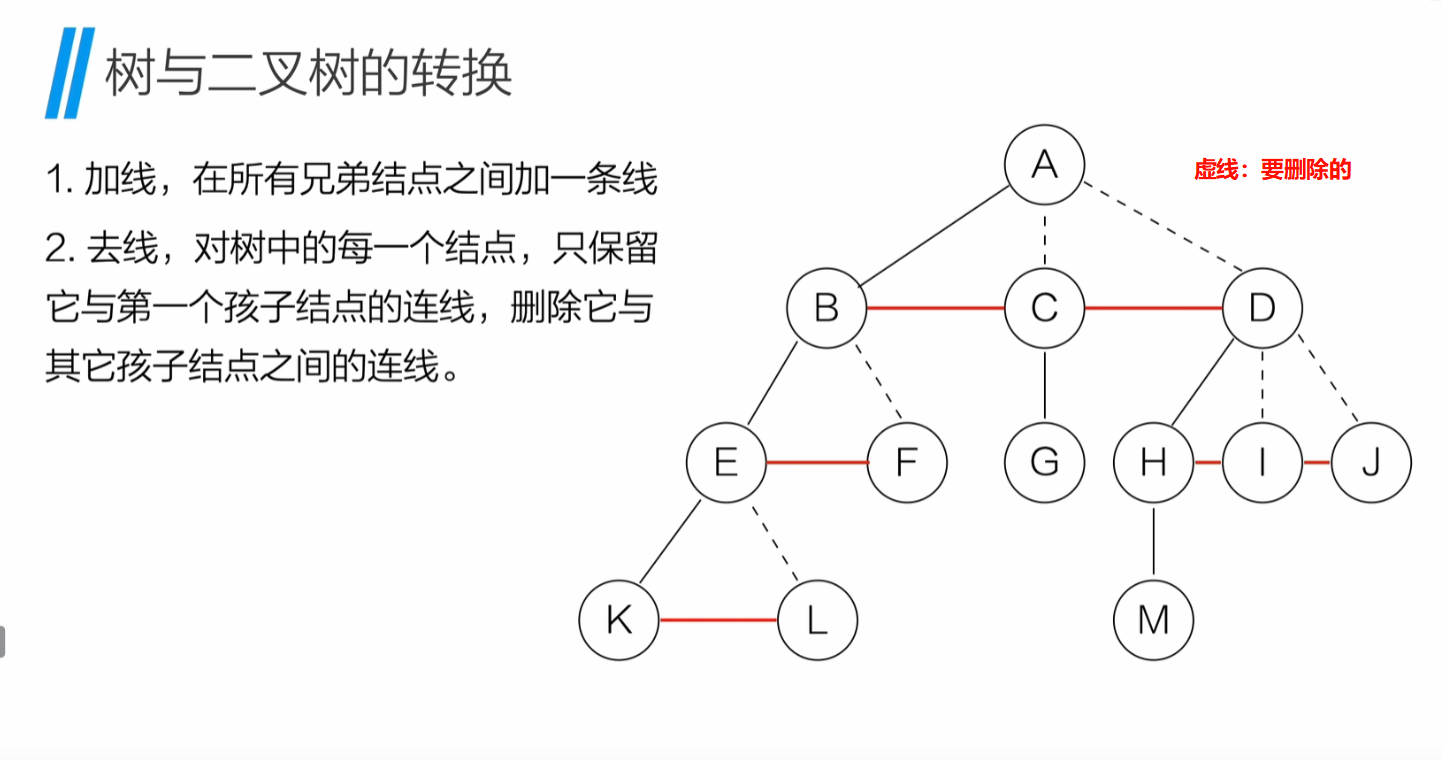 树与二叉树的转换
1. 加线，在所有兄弟结点之间加一条线
2. 去线，对树中的每一个结点，只保留
它与第一个孩子结点的连线，删除它与
其它孩子结点之间的连线。
虚线：要删除的
A
B
C
D
E
F
G
H
I
J
K
L
M